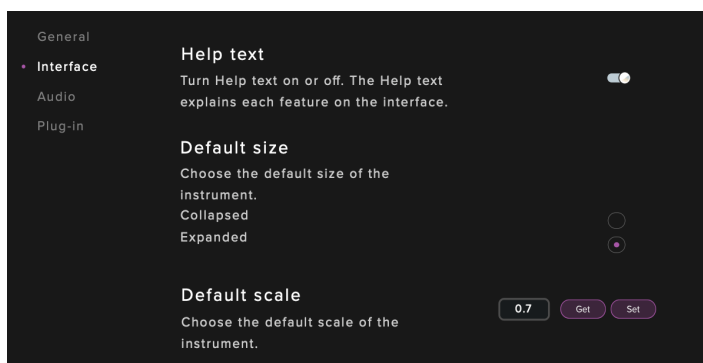 General
Interface
Audio
Plug-in
Help text
Turn Help text on or off. The Help text
explains each feature on the interface.
Default size
Choose the default size of the
instrument.
Collapsed
Expanded
Default scale
0.7 Get Set
Choose the default scale of the
instrument.